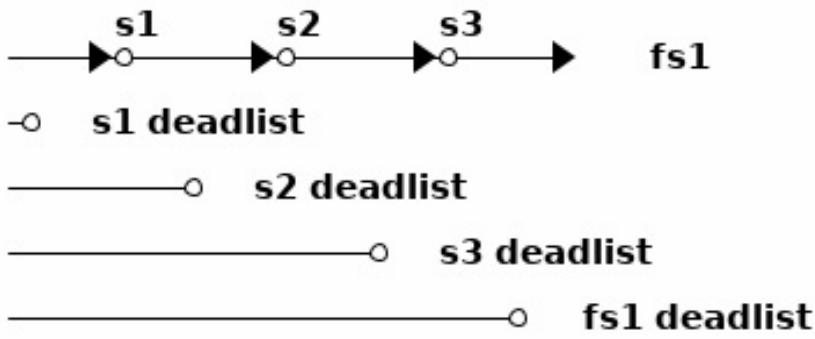 s1 s2 s3
fs1
s1 deadlist
s2 deadlist
s3 deadlist
fs1 deadlist